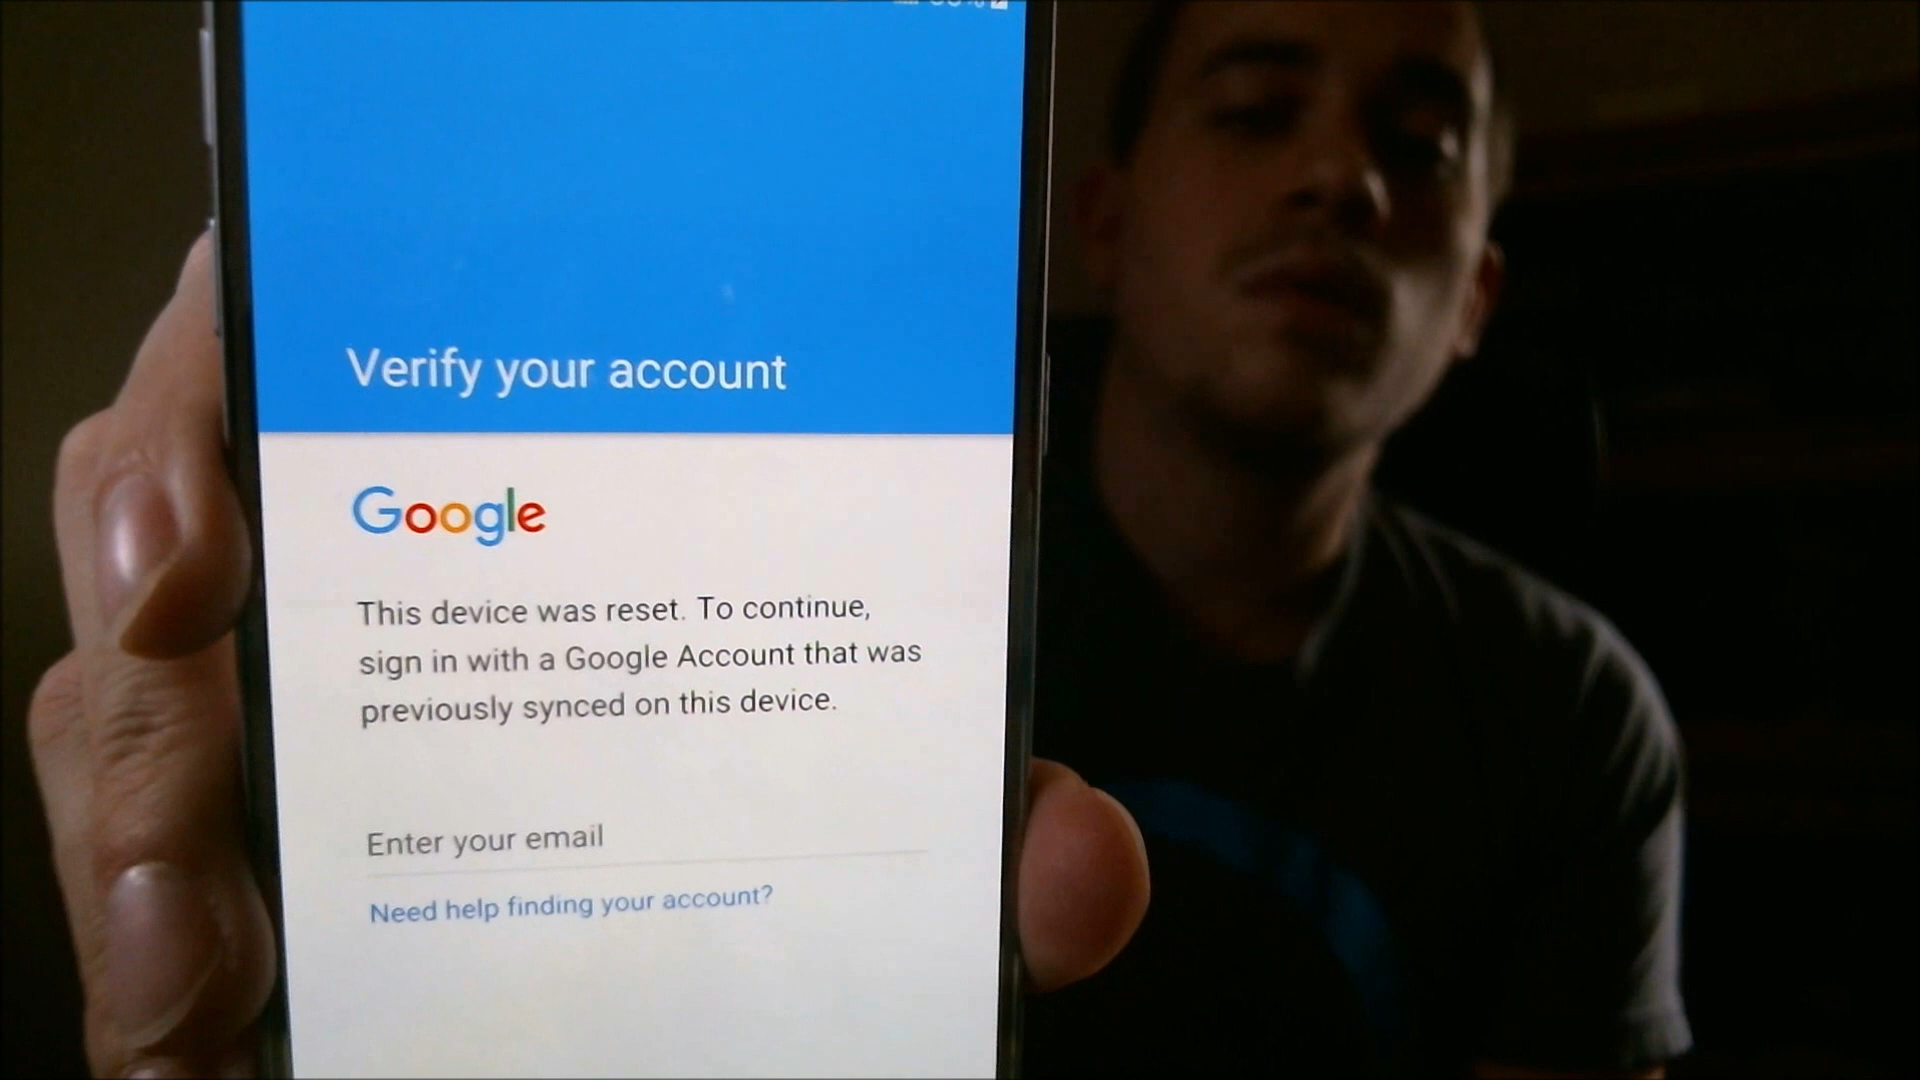 Verify your account
Google
This device was reset. To continue,
sign in with a Google Account that was
previously synced on this device.
Enter your email
Need help finding your account?